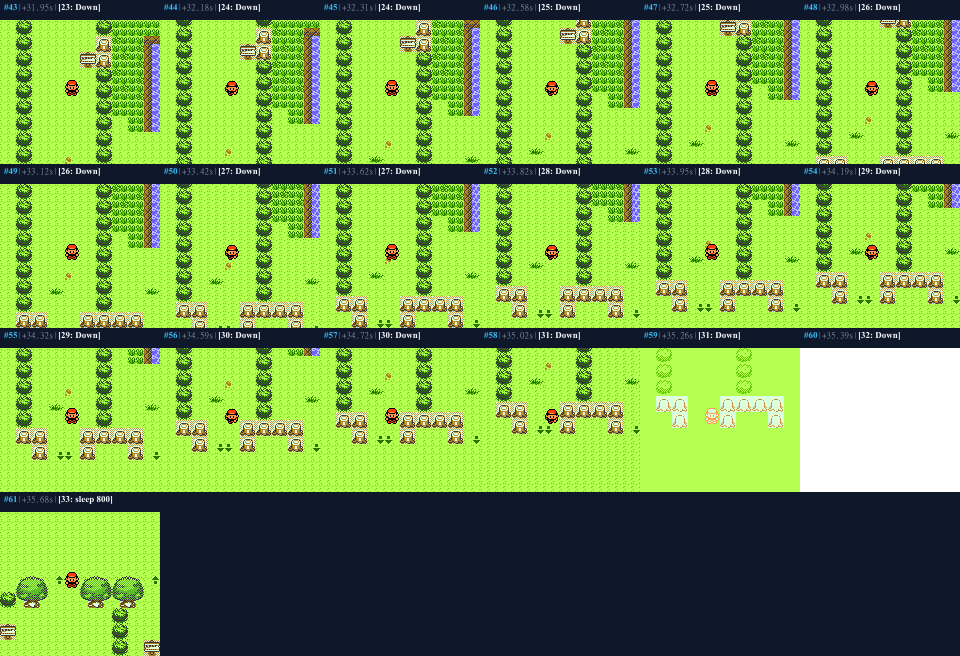 #43|+31.95s| [23: Down]
#44|+32.18s| [24: Down]
#45|+32.31s| [24: Down]
#46|+32.58s| [25: Down]
#47|+32.72s| [25: Down]
#48|+32.98s| [26: Down]
#49|+33.12s| [26: Down]
#50|+33.42s| [27: Down]
#51|+33.62s| [27: Down]
#52|+33.82s| [28: Down]
#53|+33.95s| [28: Down]
#54|+34.19s| [29: Down]
#55|+34.32s| [29: Down]
#56|+34.59s| [30: Down]
#57|+34.72s| [30: Down]
#58|+35.02s| [31: Down]
#59|+35.26s| [31: Down]
#60|+35.39s| [32: Down]
#61|+35.68s| [33: sleep 800]